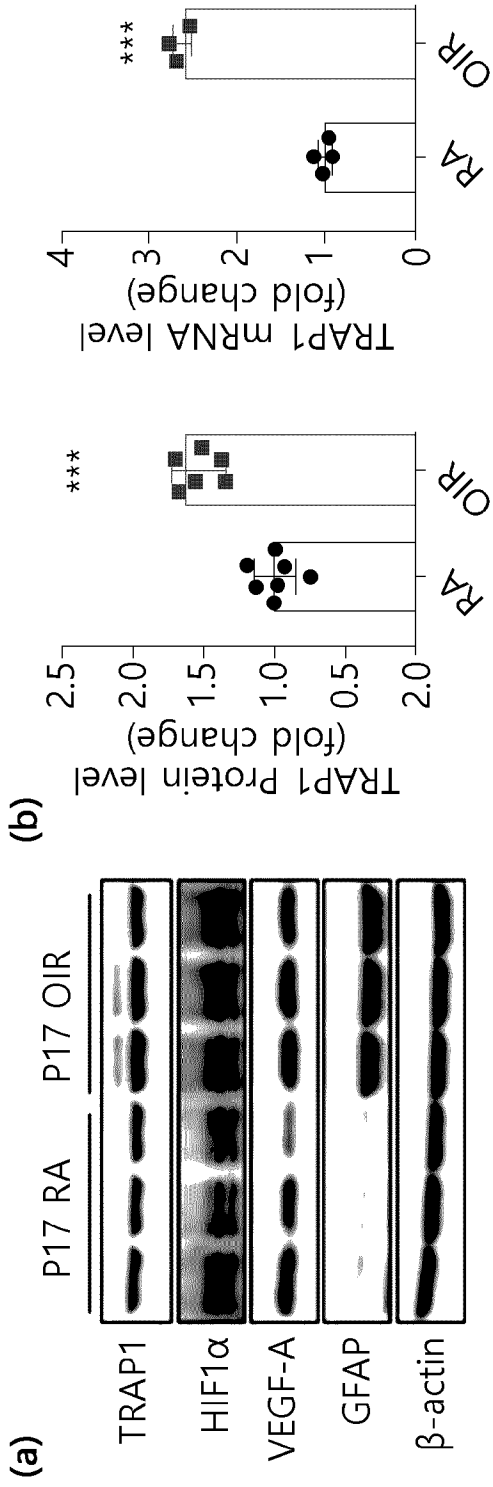 (a)
P17 RA P17 OIR
TRAP1
HIF1α
VEGF-A
GFAP
β-actin
(b)
TRAP1 Protein level
(fold change)
2.5
2.0
1.5
1.0
0.5
2.0
***
RA OIR
TRAP1 mRNA level
(fold change)
4
3
2
1
0
***
RA OIR